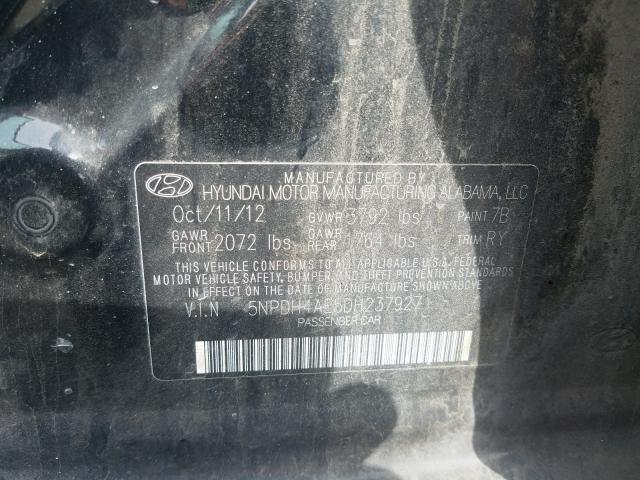 MANUFACTURED BY
HYUNDAI MOTOR MANUFACTURING ALABAMA, LLC
Oct/11/12 GVWR 3792 lbs PAINT 7B
GAWR FRONT 2072 lbs GAWR REAR 1764 lbs TRIM RY
THIS VEHICLE CONFORMS TO ALL APPLICABLE U.S.A. FEDERAL
MOTOR VEHICLE SAFETY, BUMPER, AND THEFT PREVENTION STANDARDS
IN EFFECT ON THE DATE OF MANUFACTURE SHOWN ABOVE
V.I.N 5NPDH4AE6DH237927
PASSENGER CAR